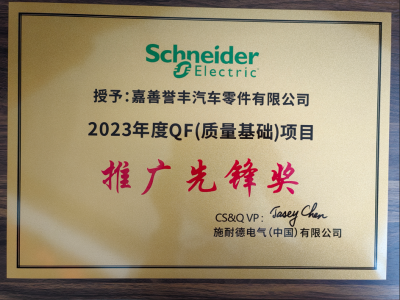 Schneider
Electric
授予:嘉善誉丰汽车零件有限公司
2023年度QF(质量基础)项目
推广先锋奖
CS&Q VP: Jasey Chen
施耐德电气(中国)有限公司